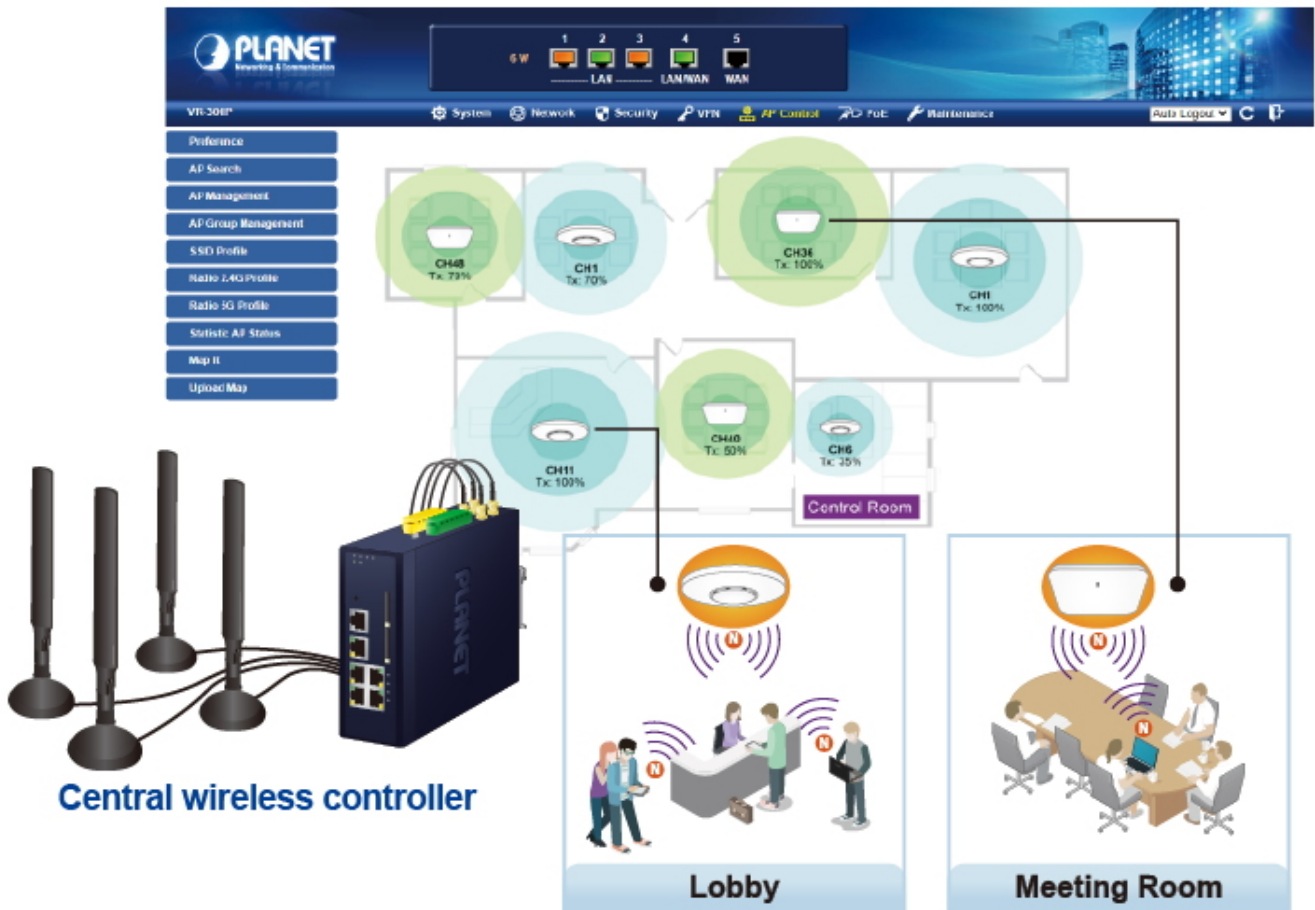 PLANET
Networking & Communication
1 2 3 4 5
6 W
LAN LAN/WAN WAN
System Network Security VPN AP Control PoE Maintenance
Auto Logout
Preference
AP Search
AP Management
AP Group Management
SSID Profile
Radio 2.4G Profile
Radio 5G Profile
Statistic AP Status
Map It
Upload Map
CH48
Tx: 70%
CH1
Tx: 70%
CH36
Tx: 100%
CH1
Tx: 100%
CH11
Tx: 100%
CH40
Tx: 50%
CH6
Tx: 35%
Control Room
PLANET
Central wireless controller
N
N
N
Lobby
N
N
Meeting Room